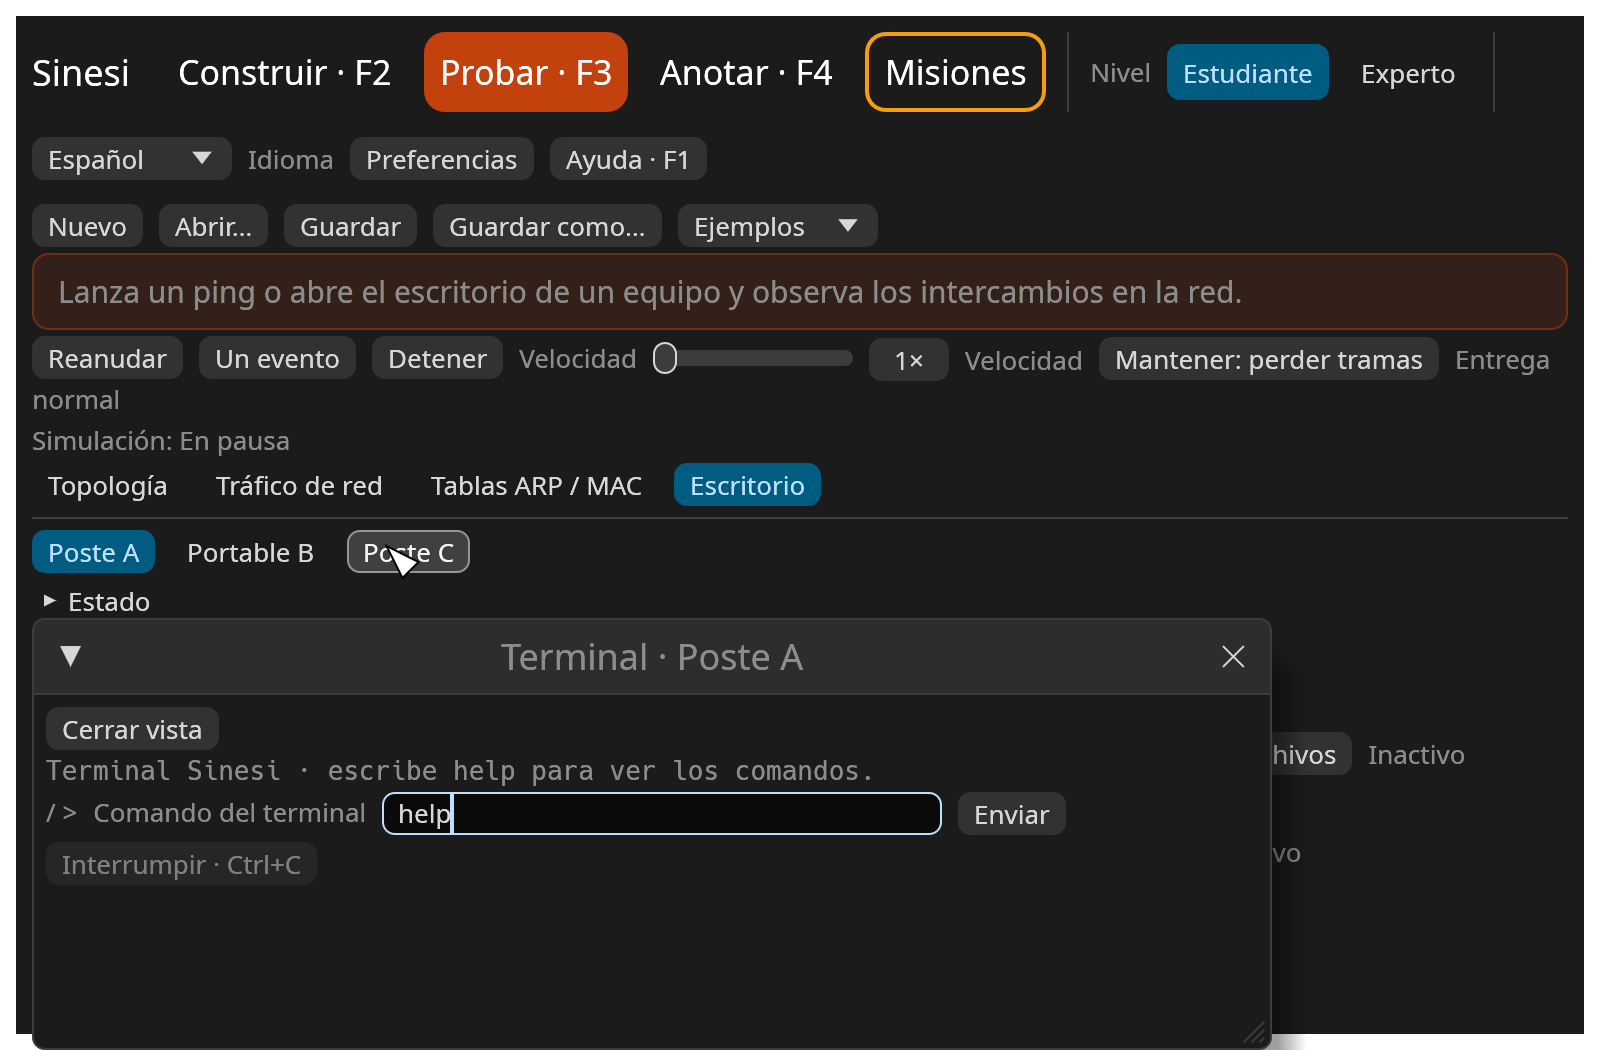 Sinesi Construir · F2 Probar · F3 Anotar · F4 Misiones Nivel Estudiante Experto
Español Idioma Preferencias Ayuda · F1
Nuevo Abrir... Guardar Guardar como... Ejemplos
Lanza un ping o abre el escritorio de un equipo y observa los intercambios en la red.
Reanudar Un evento Detener Velocidad 1× Velocidad Mantener: perder tramas Entrega
normal
Simulación: En pausa
Topología Tráfico de red Tablas ARP / MAC Escritorio
Poste A Portable B Poste C
Estado
Terminal · Poste A
Cerrar vista
hivos Inactivo
Terminal Sinesi · escribe help para ver los comandos.
/ > Comando del terminal help Enviar
vo
Interrumpir · Ctrl+C